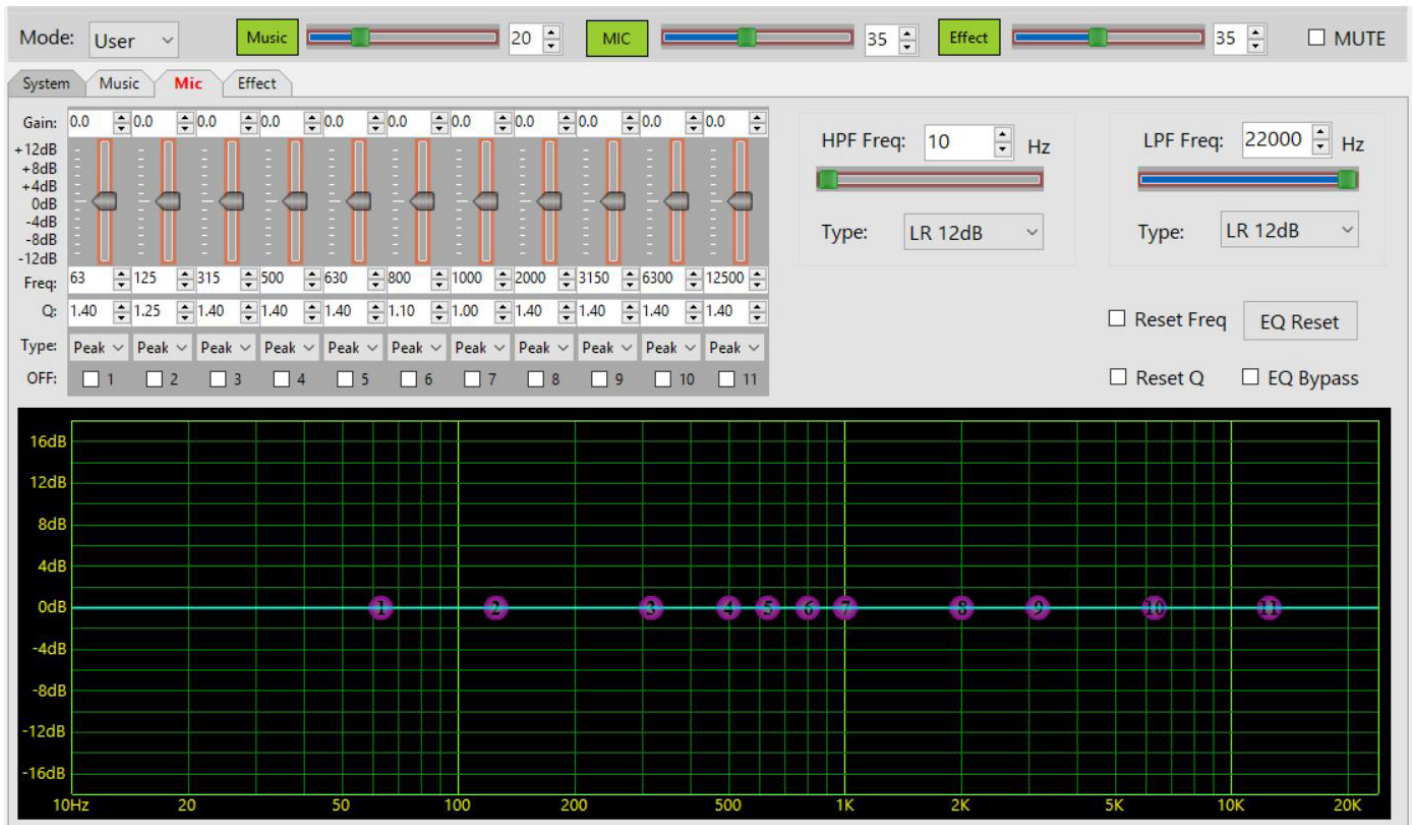 Mode: User Music 20 MIC 35 Effect 35 MUTE
System Music Mic Effect
Gain: 0.0 0.0 0.0 0.0 0.0 0.0 0.0 0.0 0.0 0.0 0.0
+12dB
+8dB
+4dB
0dB
-4dB
-8dB
-12dB
Freq: 63 125 315 500 630 800 1000 2000 3150 6300 12500
Q: 1.40 1.25 1.40 1.40 1.40 1.10 1.00 1.40 1.40 1.40 1.40
Type: Peak Peak Peak Peak Peak Peak Peak Peak Peak Peak Peak
OFF: 1 2 3 4 5 6 7 8 9 10 11
HPF Freq: 10 Hz
Type: LR 12dB
LPF Freq: 22000 Hz
Type: LR 12dB
Reset Freq EQ Reset
Reset Q EQ Bypass
16dB
12dB
8dB
4dB
0dB 1 2 3 4 5 6 7 8 9 10 11
-4dB
-8dB
-12dB
-16dB
10Hz 20 50 100 200 500 1K 2K 5K 10K 20K